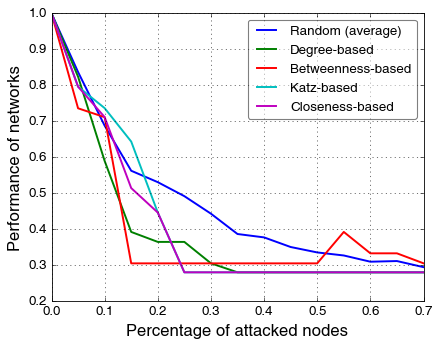 Performance of networks
1.0
0.9
0.8
0.7
0.6
0.5
0.4
0.3
0.2
Random (average)
Degree-based
Betweenness-based
Katz-based
Closeness-based
0.0 0.1 0.2 0.3 0.4 0.5 0.6 0.7
Percentage of attacked nodes